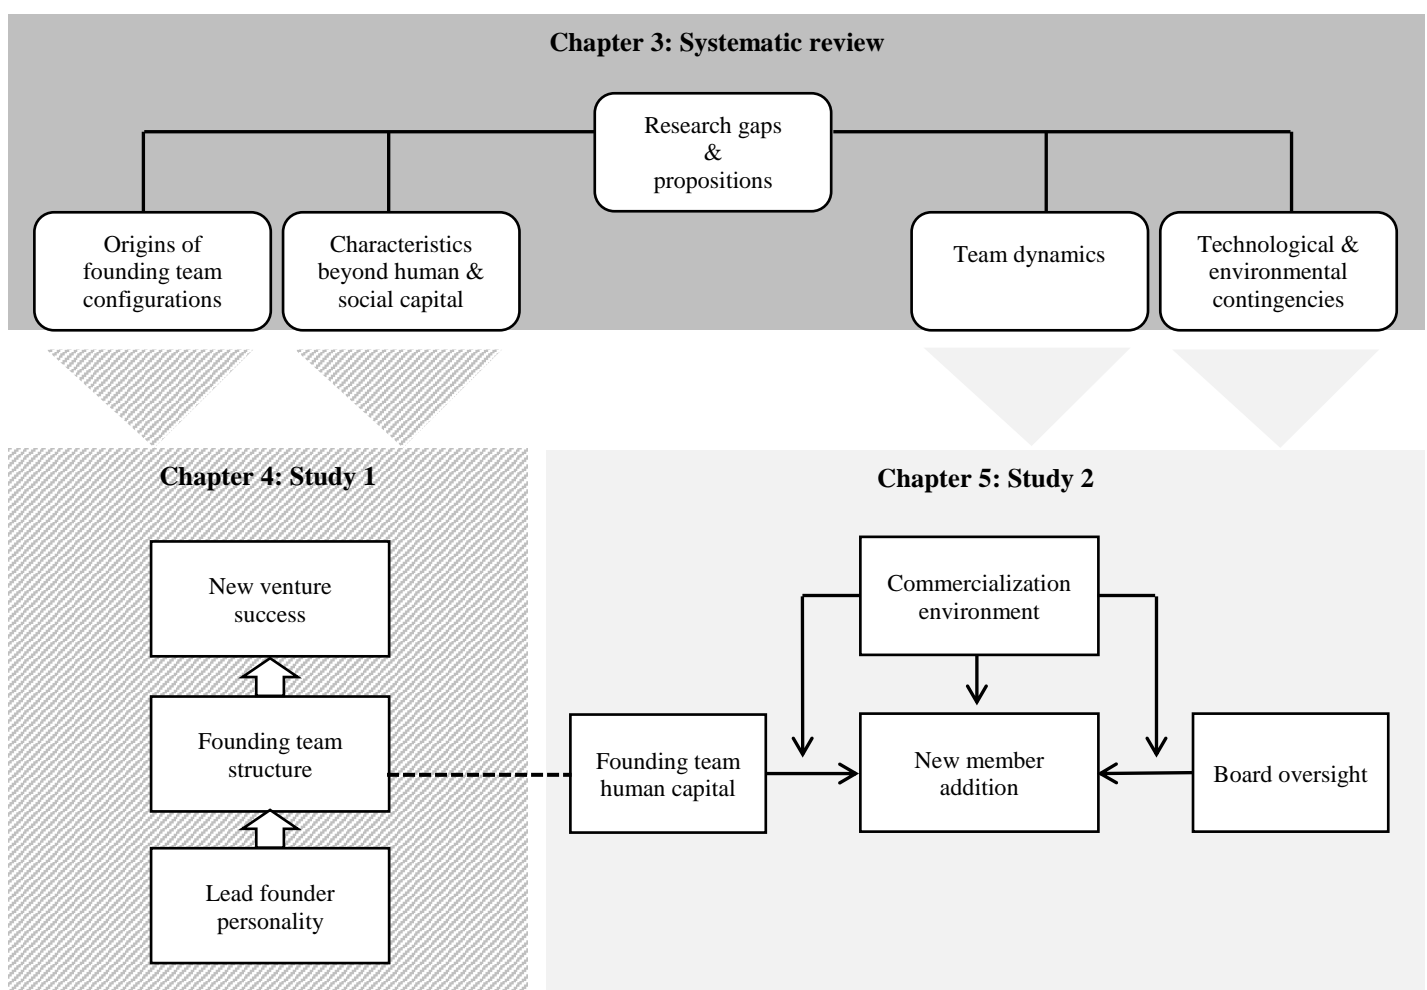 Chapter 3: Systematic review
Research gaps
&
propositions
Origins of
founding team
configurations
Characteristics
beyond human &
social capital
Team dynamics
Technological &
environmental
contingencies
Chapter 4: Study 1
New venture
success
Founding team
structure
Lead founder
personality
Chapter 5: Study 2
Commercialization
environment
Founding team
human capital
New member
addition
Board oversight